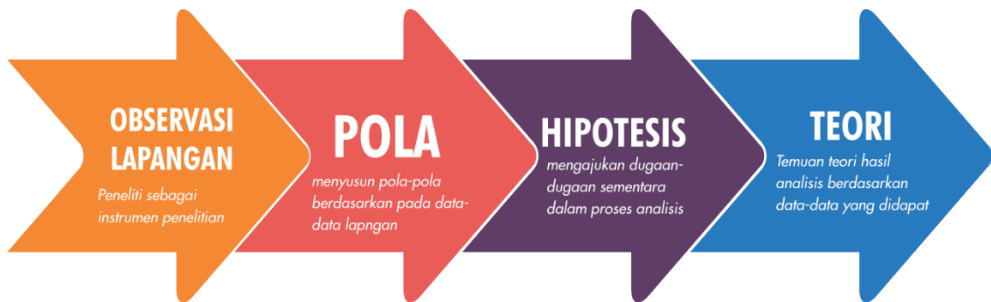 OBSERVASI
LAPANGAN
Peneliti sebagai
instrumen penelitian
POLA
menyusun pola-pola
berdasarkan pada data-
data lapngan
HIPOTESIS
mengajukan dugaan-
dugaan sementara
dalam proses analisis
TEORI
Temuan teori hasil
analisis berdasarkan
data-data yang didapat